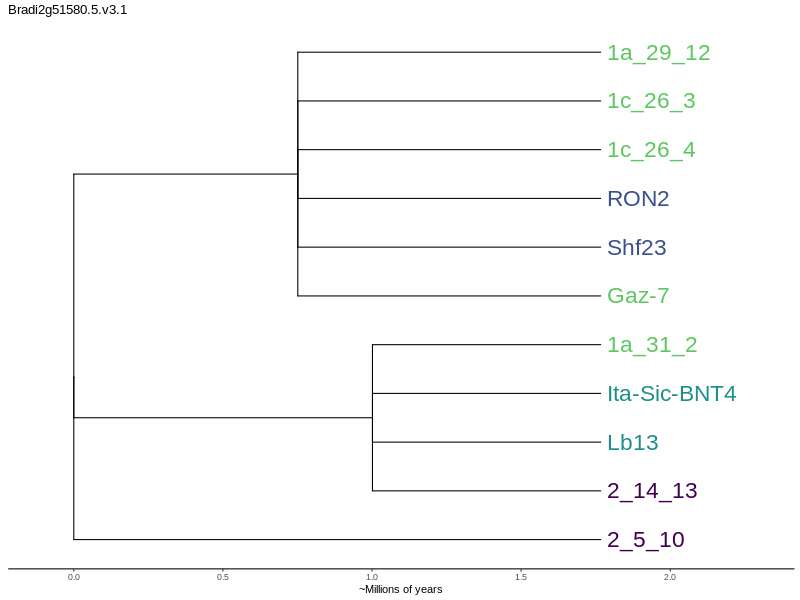 Bradi2g51580.5.v3.1
1a_29_12
1c_26_3
1c_26_4
RON2
Shf23
Gaz-7
1a_31_2
Ita-Sic-BNT4
Lb13
2_14_13
2_5_10
0.0 0.5 1.0 1.5 2.0
~Millions of years